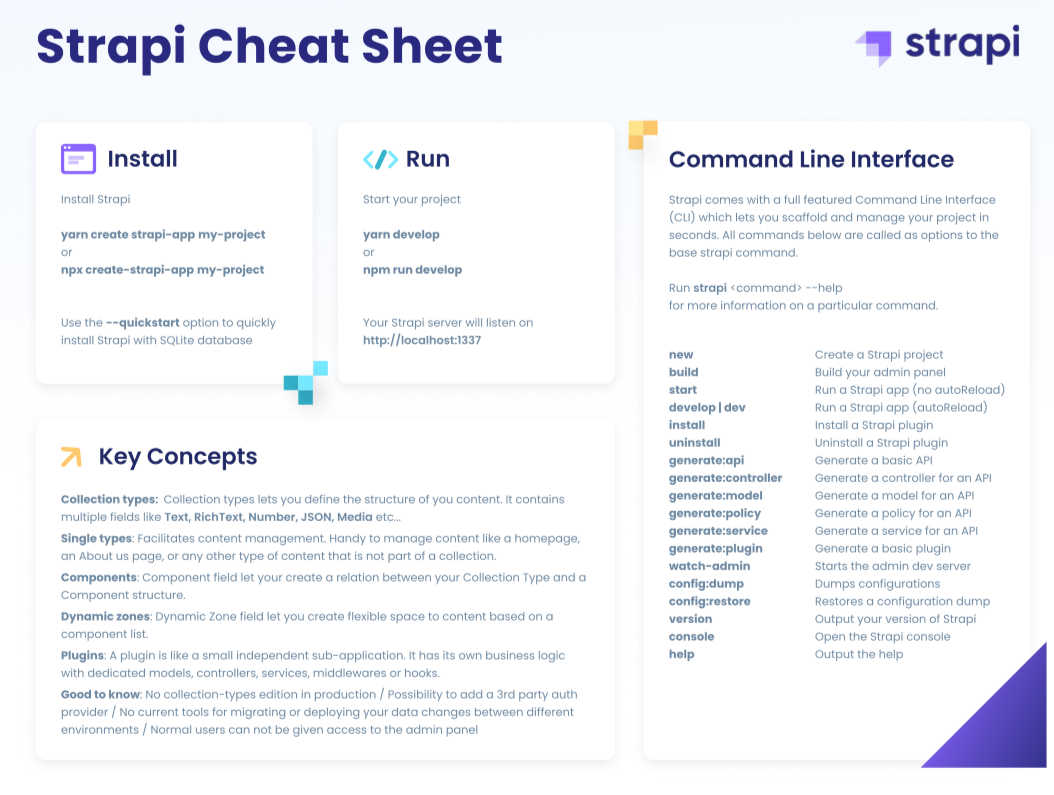 Strapi Cheat Sheet
strapi
Install
Install Strapi
yarn create strapi-app my-project
or
npx create-strapi-app my-project
Use the --quickstart option to quickly
install Strapi with SQLite database
Run
Start your project
yarn develop
or
npm run develop
Your Strapi server will listen on
http://localhost:1337
Key Concepts
Collection types: Collection types lets you define the structure of you content. It contains
multiple fields like Text, RichText, Number, JSON, Media etc...
Single types: Facilitates content management. Handy to manage content like a homepage,
an About us page, or any other type of content that is not part of a collection.
Components: Component field let your create a relation between your Collection Type and a
Component structure.
Dynamic zones: Dynamic Zone field let you create flexible space to content based on a
component list.
Plugins: A plugin is like a small independent sub-application. It has its own business logic
with dedicated models, controllers, services, middlewares or hooks.
Good to know: No collection-types edition in production / Possibility to add a 3rd party auth
provider / No current tools for migrating or deploying your data changes between different
environments / Normal users can not be given access to the admin panel
Command Line Interface
Strapi comes with a full featured Command Line Interface
(CLI) which lets you scaffold and manage your project in
seconds. All commands below are called as options to the
base strapi command.
Run strapi <command> --help
for more information on a particular command.
new Create a Strapi project
build Build your admin panel
start Run a Strapi app (no autoReload)
develop | dev Run a Strapi app (autoReload)
install Install a Strapi plugin
uninstall Uninstall a Strapi plugin
generate:api Generate a basic API
generate:controller Generate a controller for an API
generate:model Generate a model for an API
generate:policy Generate a policy for an API
generate:service Generate a service for an API
generate:plugin Generate a basic plugin
watch-admin Starts the admin dev server
config:dump Dumps configurations
config:restore Restores a configuration dump
version Output your version of Strapi
console Open the Strapi console
help Output the help